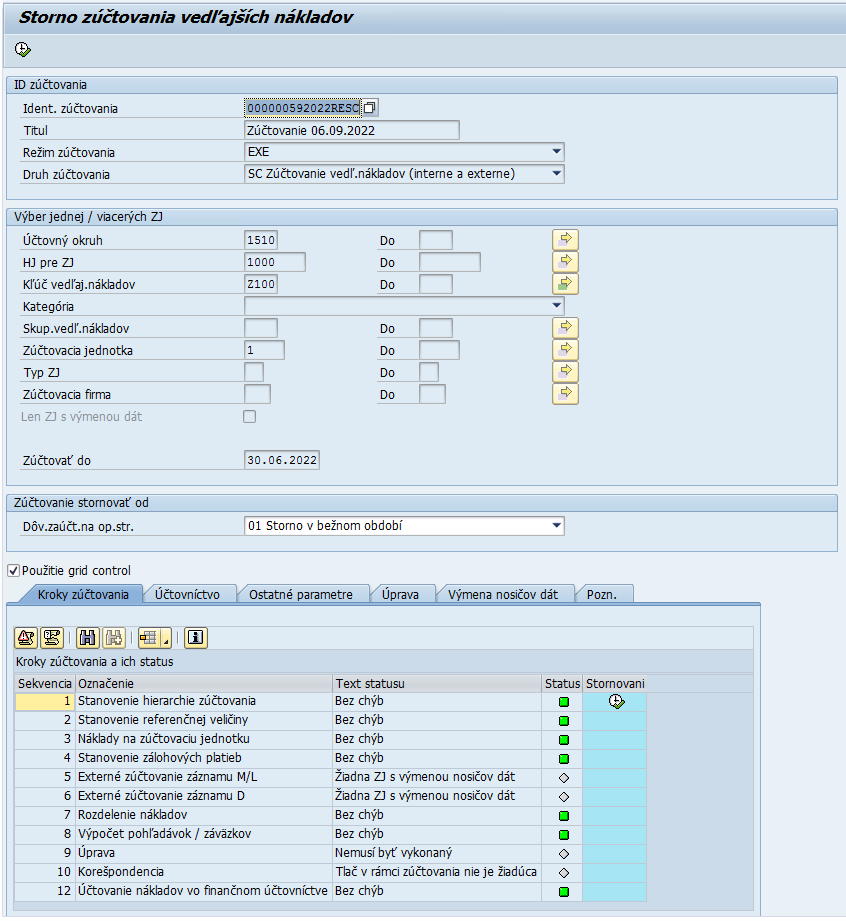 Storno zúčtovania vedľajších nákladov
ID zúčtovania
Ident. zúčtovania 000000592022RESC
Titul Zúčtovanie 06.09.2022
Režim zúčtovania EXE
Druh zúčtovania SC Zúčtovanie vedľ.nákladov (interne a externe)
Výber jednej / viacerých ZJ
Účtovný okruh 1510 Do
HJ pre ZJ 1000 Do
Kľúč vedľaj.nákladov Z100 Do
Kategória
Skup.vedľ.nákladov Do
Zúčtovacia jednotka 1 Do
Typ ZJ Do
Zúčtovacia firma Do
Len ZJ s výmenou dát
Zúčtovať do 30.06.2022
Zúčtovanie stornovať od
Dôv.zaúčt.na op.str. 01 Storno v bežnom období
Použitie grid control
Kroky zúčtovania Účtovníctvo Ostatné parametre Úprava Výmena nosičov dát Pozn.
Kroky zúčtovania a ich status
Sekvencia Označenie Text statusu Status Stornovani
1 Stanovenie hierarchie zúčtovania Bez chýb
2 Stanovenie referenčnej veličiny Bez chýb
3 Náklady na zúčtovaciu jednotku Bez chýb
4 Stanovenie zálohových platieb Bez chýb
5 Externé zúčtovanie záznamu M/L Žiadna ZJ s výmenou nosičov dát
6 Externé zúčtovanie záznamu D Žiadna ZJ s výmenou nosičov dát
7 Rozdelenie nákladov Bez chýb
8 Výpočet pohľadávok / záväzkov Bez chýb
9 Úprava Nemusí byť vykonaný
10 Korešpondencia Tlač v rámci zúčtovania nie je žiadúca
12 Účtovanie nákladov vo finančnom účtovníctve Bez chýb